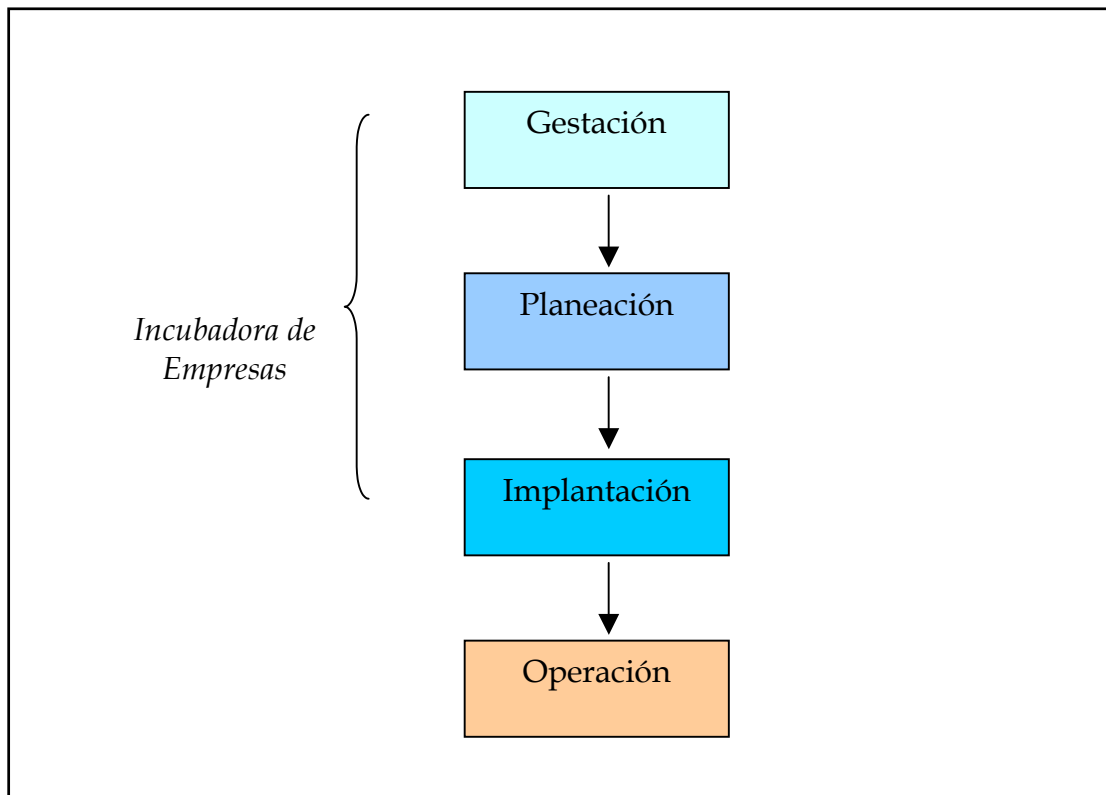 Gestación
Planeación
Incubadora de
Empresas
Implantación
Operación